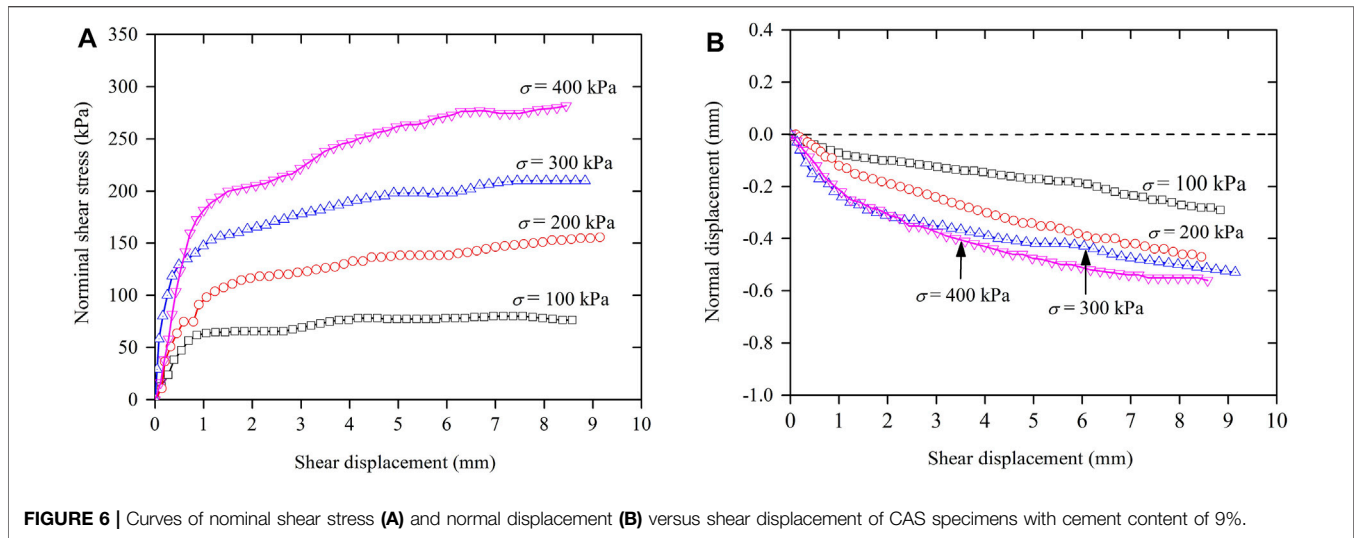 A
350
300
250
200
150
100
50
0
Nominal shear stress (kPa)
σ = 400 kPa
σ = 300 kPa
σ = 200 kPa
σ = 100 kPa
0 1 2 3 4 5 6 7 8 9 10
Shear displacement (mm)
B
0.4
0.2
0.0
-0.2
-0.4
-0.6
-0.8
-1.0
Normal displacement (mm)
σ = 100 kPa
σ = 200 kPa
σ = 400 kPa
σ = 300 kPa
0 1 2 3 4 5 6 7 8 9 10
Shear displacement (mm)
FIGURE 6 | Curves of nominal shear stress (A) and normal displacement (B) versus shear displacement of CAS specimens with cement content of 9%.